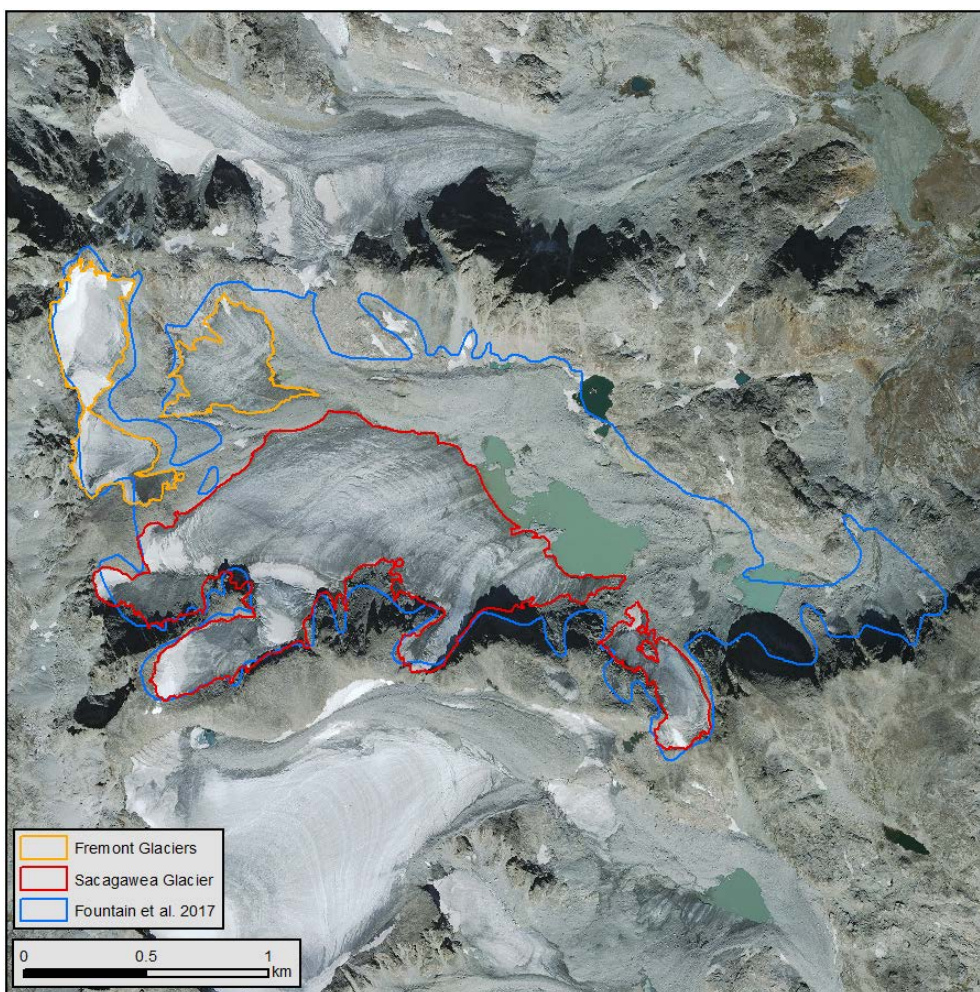 Fremont Glaciers
Sacagawea Glacier
Fountain et al. 2017
0 0.5 1
km